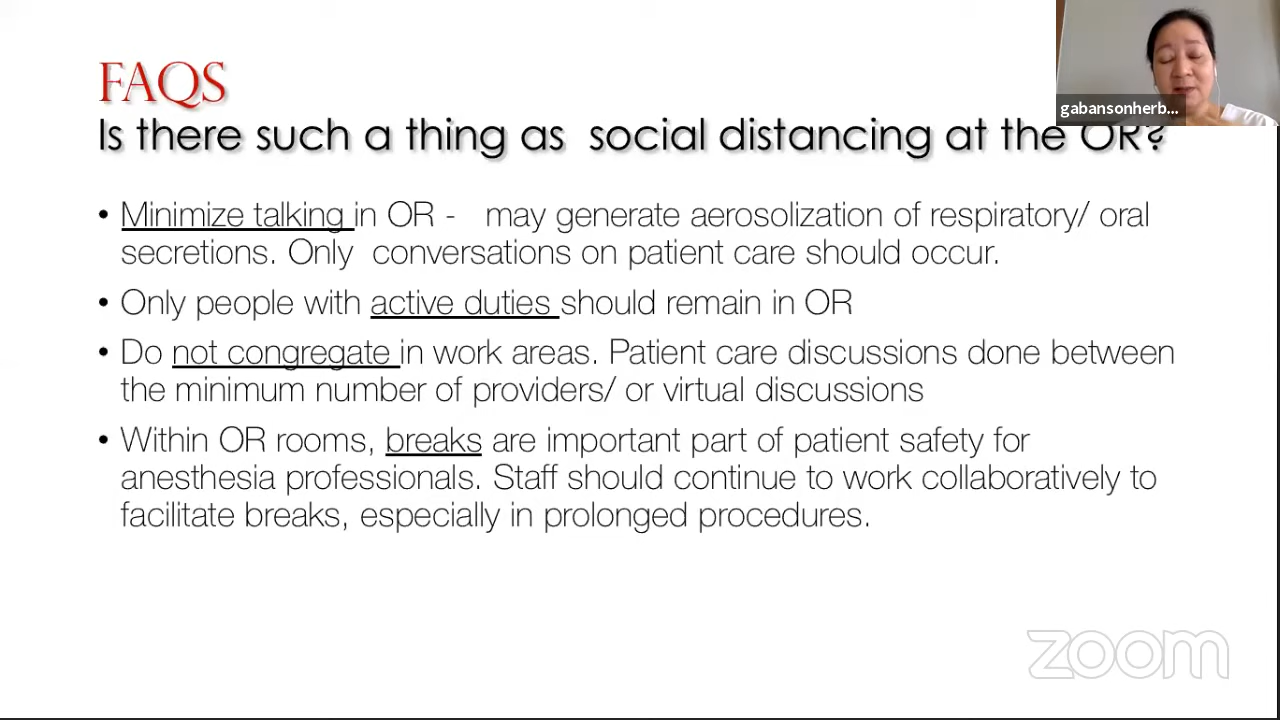 FAQS
Is there such a thing as social distancing at the OR?
gabansonherb...
• Minimize talking in OR - may generate aerosolization of respiratory/ oral
secretions. Only conversations on patient care should occur.
• Only people with active duties should remain in OR
• Do not congregate in work areas. Patient care discussions done between
the minimum number of providers/ or virtual discussions
• Within OR rooms, breaks are important part of patient safety for
anesthesia professionals. Staff should continue to work collaboratively to
facilitate breaks, especially in prolonged procedures.
zoom